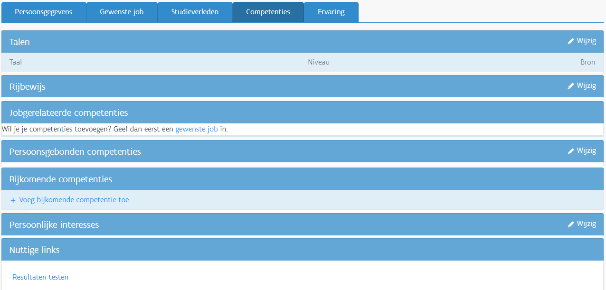 Persoonsgegevens Gewenste job Studieverleden Competenties Ervaring
Talen Wijzig
Taal Niveau Bron
Rijbewijs Wijzig
Jobgerelateerde competenties
Wil je je competenties toevoegen? Geef dan eerst een gewenste job in.
Persoonsgebonden competenties Wijzig
Bijkomende competenties
+ Voeg bijkomende competentie toe
Persoonlijke interesses Wijzig
Nuttige links
Resultaten testen